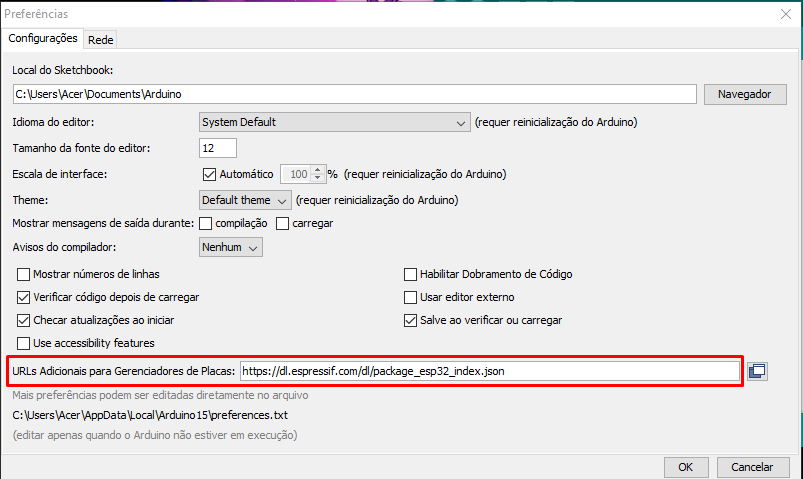 Preferências
Configurações Rede
Local do Sketchbook:
C:\Users\Acer\Documents\Arduino Navegador
Idioma do editor: System Default (requer reinicialização do Arduino)
Tamanho da fonte do editor: 12
Escala de interface: Automático 100 % (requer reinicialização do Arduino)
Theme: Default theme (requer reinicialização do Arduino)
Mostrar mensagens de saída durante: compilação carregar
Avisos do compilador: Nenhum
Mostrar números de linhas Habilitar Dobramento de Código
Verificar código depois de carregar Usar editor externo
Checar atualizações ao iniciar Salve ao verificar ou carregar
Use accessibility features
URLs Adicionais para Gerenciadores de Placas: https://dl.espressif.com/dl/package_esp32_index.json
Mais preferências podem ser editadas diretamente no arquivo
C:\Users\Acer\AppData\Local\Arduino15\preferences.txt
(editar apenas quando o Arduino não estiver em execução)
OK Cancelar